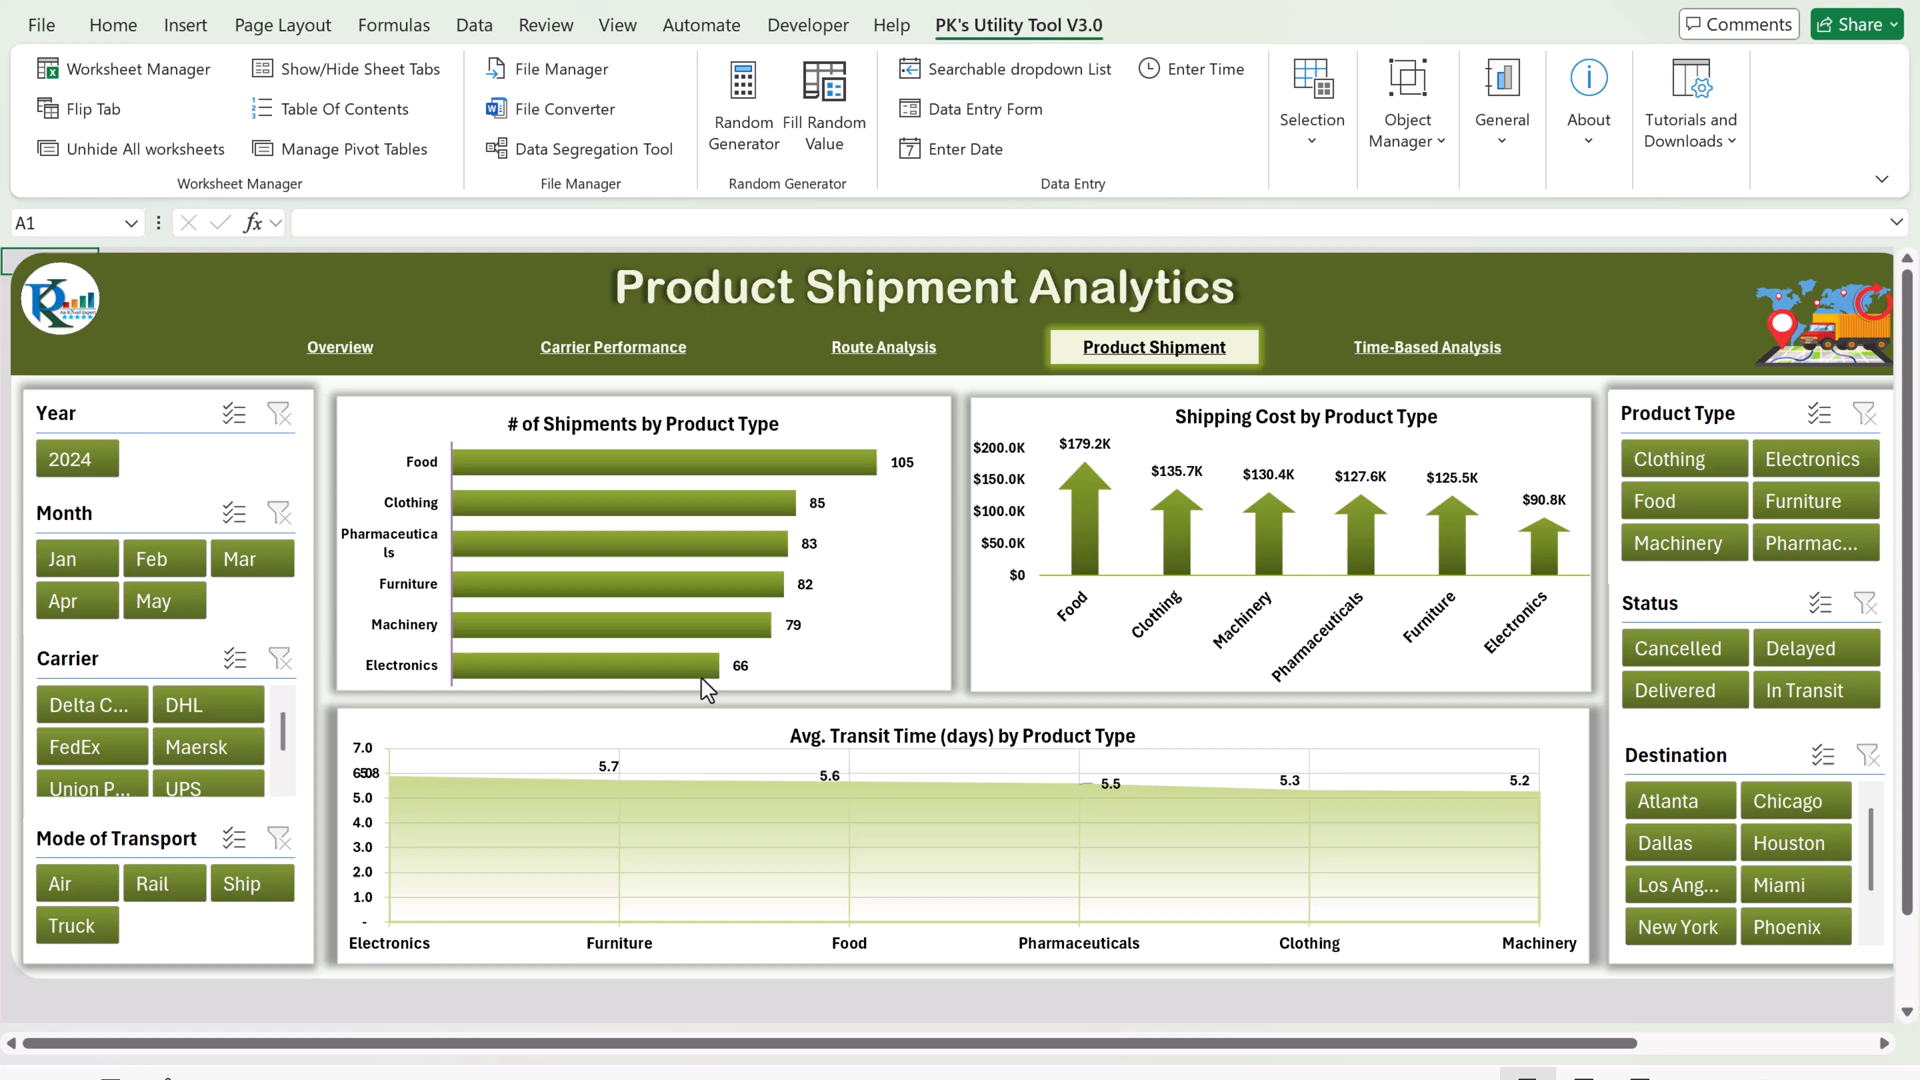 File Home Insert Page Layout Formulas Data Review View Automate Developer Help PK's Utility Tool V3.0 Comments Share
Worksheet Manager
Flip Tab
Unhide All worksheets
Show/Hide Sheet Tabs
Table Of Contents
Manage Pivot Tables
Worksheet Manager
File Manager
File Converter
Data Segregation Tool
File Manager
Random
Generator
Fill Random
Value
Random Generator
Searchable dropdown List
Data Entry Form
Enter Date
Enter Time
Data Entry
Selection
Object
Manager
General
About
Tutorials and
Downloads
A1
fx
Product Shipment Analytics
Overview Carrier Performance Route Analysis Product Shipment Time-Based Analysis
Year
2024
Month
Jan Feb Mar
Apr May
Carrier
Delta C... DHL
FedEx Maersk
Union P... UPS
Mode of Transport
Air Rail Ship
Truck
# of Shipments by Product Type
Food 105
Clothing 85
Pharmaceutica
ls 83
Furniture 82
Machinery 79
Electronics 66
Shipping Cost by Product Type
$200.0K
$150.0K
$100.0K
$50.0K
$0
$179.2K $135.7K $130.4K $127.6K $125.5K $90.8K
Food Clothing Machinery Pharmaceuticals Furniture Electronics
Avg. Transit Time (days) by Product Type
7.0
5.0
4.0
3.0
2.0
1.0
-
5.7 5.6 5.5 5.3 5.2
Electronics Furniture Food Pharmaceuticals Clothing Machinery
Product Type
Clothing Electronics
Food Furniture
Machinery Pharmac...
Status
Cancelled Delayed
Delivered In Transit
Destination
Atlanta Chicago
Dallas Houston
Los Ang... Miami
New York Phoenix